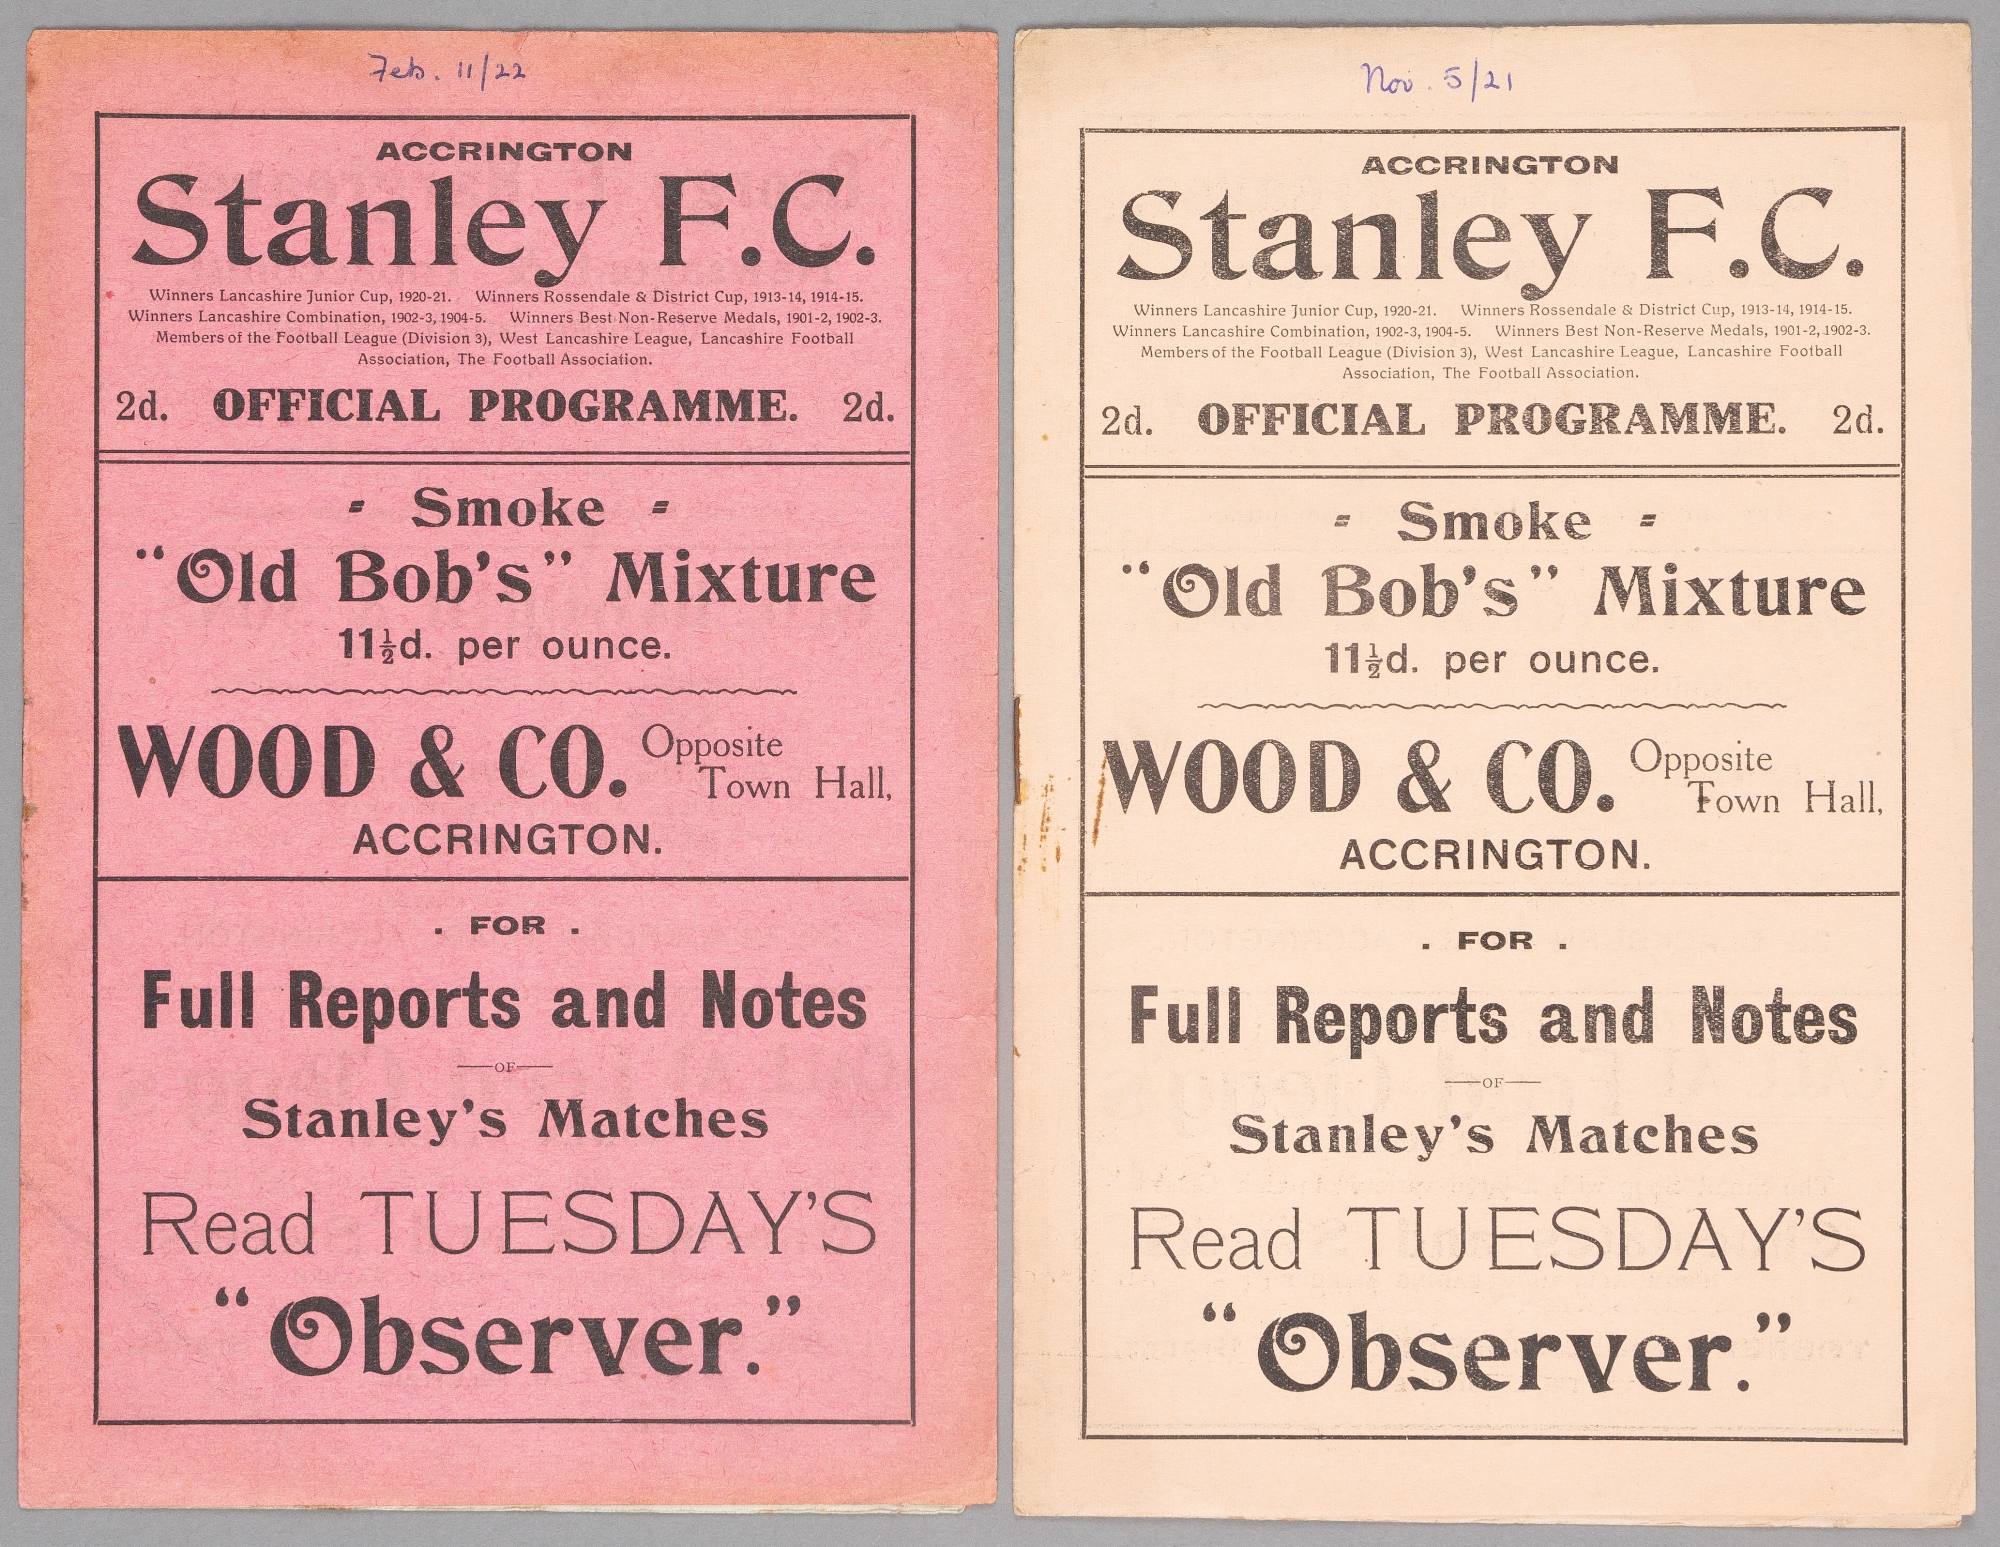 Feb. 11/22
ACCRINGTON
Stanley F.C.
Winners Lancashire Junior Cup, 1920-21. Winners Rossendale & District Cup, 1913-14, 1914-15.
Winners Lancashire Combination, 1902-3, 1904-5. Winners Best Non-Reserve Medals, 1901-2, 1902-3.
Members of the Football League (Division 3), West Lancashire League, Lancashire Football
Association, The Football Association.
2d. OFFICIAL PROGRAMME. 2d.
- Smoke -
“Old Bob's” Mixture
11½d. per ounce.
WOOD & CO. Opposite
Town Hall,
ACCRINGTON.
. FOR .
Full Reports and Notes
—OF—
Stanley's Matches
Read TUESDAY'S
“Observer.”
Nov. 5/21
ACCRINGTON
Stanley F.C.
Winners Lancashire Junior Cup, 1920-21. Winners Rossendale & District Cup, 1913-14, 1914-15.
Winners Lancashire Combination, 1902-3, 1904-5. Winners Best Non-Reserve Medals, 1901-2, 1902-3.
Members of the Football League (Division 3), West Lancashire League, Lancashire Football
Association, The Football Association.
2d. OFFICIAL PROGRAMME. 2d.
- Smoke -
“Old Bob's” Mixture
11½d. per ounce.
WOOD & CO. Opposite
Town Hall,
ACCRINGTON.
. FOR .
Full Reports and Notes
—OF—
Stanley's Matches
Read TUESDAY'S
“Observer.”